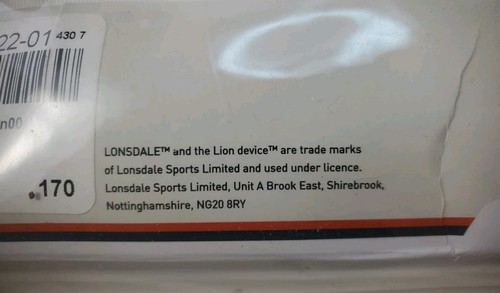 22-01 430 7
n00
.170
LONSDALE™ and the Lion device™ are trade marks
of Lonsdale Sports Limited and used under licence.
Lonsdale Sports Limited, Unit A Brook East, Shirebrook,
Nottinghamshire, NG20 8RY